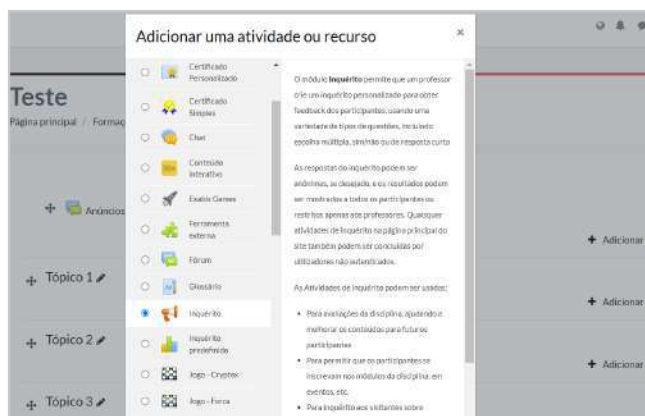 Adicionar uma atividade ou recurso
×
Certificado
Personalizado
Certificado
Simples
Chat
Conteúdo
interativo
Exabis Games
Ferramenta
externa
Fórum
Glossário
Inquérito
Inquérito
predefinido
Jogo - Cryptex
Jogo - Forca
O módulo Inquérito permite que um professor
crie um inquérito personalizado para obter
feedback dos participantes, usando uma
variedade de tipos de questões, incluindo
escolha múltipla, sim/não ou de resposta curta
As respostas do inquérito podem ser
anónimas, se desejado, e os resultados podem
ser mostrados a todos os participantes ou
restritos apenas aos professores. Quaisquer
atividades de inquérito na página principal do
site também podem ser concluídas por
utilizadores não autenticados.
As Atividades de Inquérito podem ser usadas:
• Para avaliações da disciplina, ajudando a
melhorar os conteúdos para futuros
participantes
• Para permitir que os participantes se
inscrevam nos módulos da disciplina, em
eventos, etc.
• Para inquérito aos visitantes sobre
Teste
Página principal / Formaç
Anúncios
+ Adicionar
Tópico 1
+ Adicionar
Tópico 2
+ Adicionar
Tópico 3